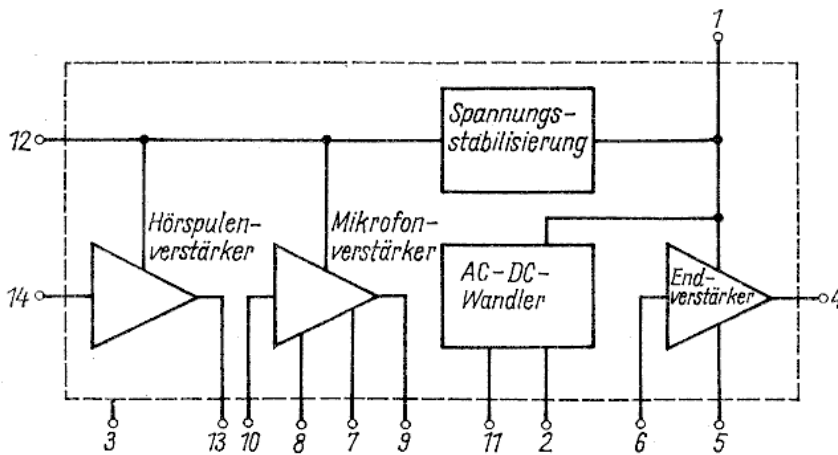 1
Spannungs-
stabilisierung
12
Hörspulen-
verstärker
Mikrofon-
verstärker
AC-DC-
Wandler
End-
verstärker
14
4
3
13
10
8
7
9
11
2
6
5